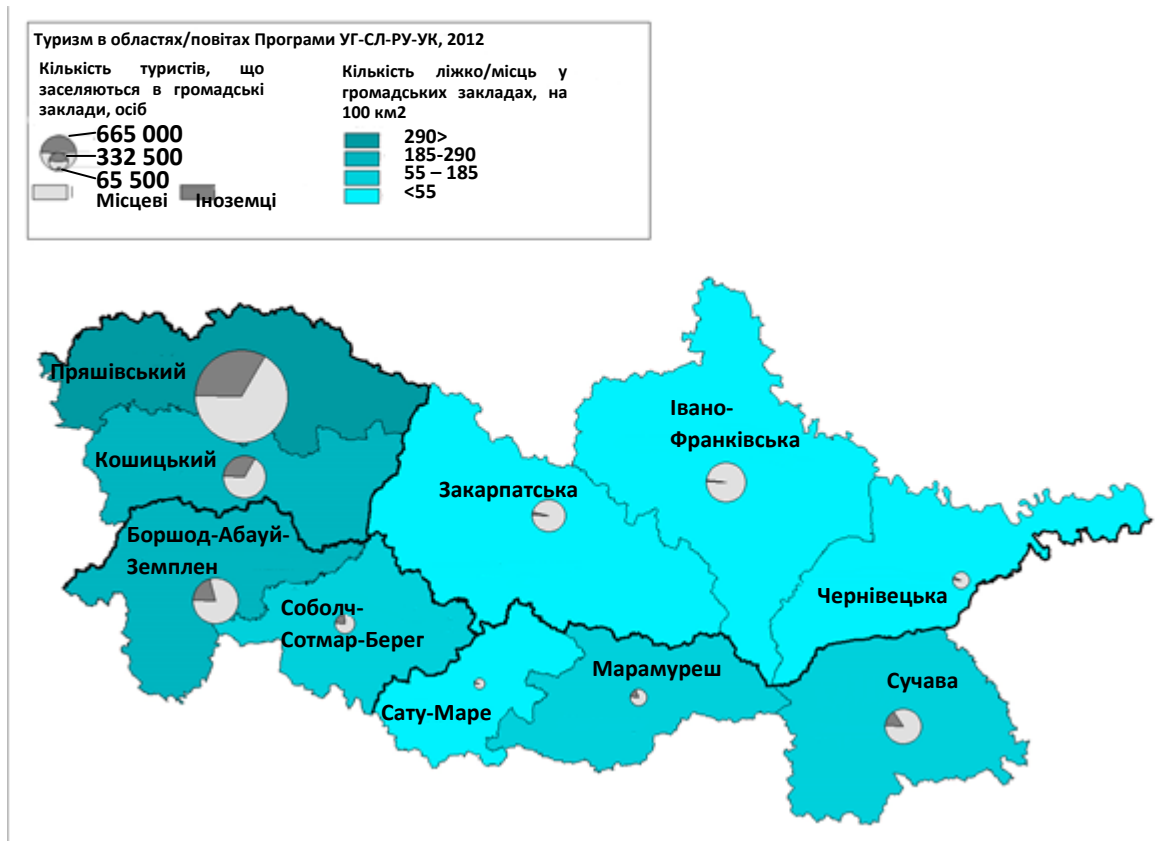 Туризм в областях/повітах Програми УГ-СЛ-РУ-УК, 2012
Кількість туристів, що
заселяються в громадські
заклади, осіб
665 000
332 500
65 500
Місцеві Іноземці
Кількість ліжко/місць у
громадських закладах, на
100 км2
290>
185-290
55 – 185
<55
Пряшівський
Кошицький
Боршод-Абауй-
Земплен
Соболч-
Сотмар-Берег
Закарпатська
Івано-
Франківська
Чернівецька
Сату-Маре
Марамуреш
Сучава